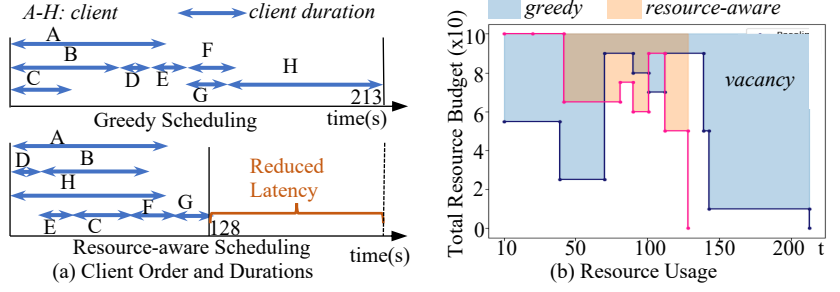 A-H: client
client duration
A
B
F
C
D
E
H
G
213
Greedy Scheduling
time(s)
A
D
B
H
Reduced
Latency
E
C
F
G
128
Resource-aware Scheduling
time(s)
(a) Client Order and Durations
greedy
resource-aware
Total Resource Budget (x10)
10
8
6
4
2
0
vacancy
10
50
100
150
200
t
(b) Resource Usage